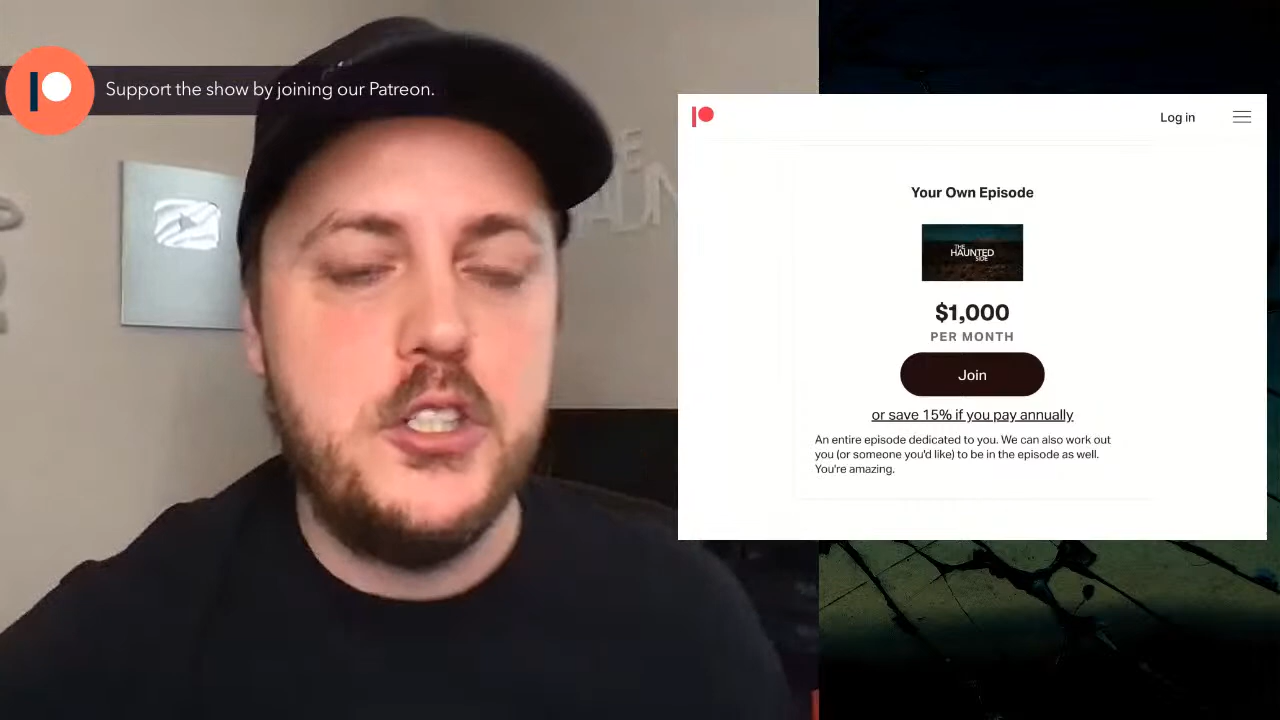 Support the show by joining our Patreon.
Log in
Your Own Episode
THE
HAUNTED
SIDE
$1,000
PER MONTH
Join
or save 15% if you pay annually
An entire episode dedicated to you. We can also work out
you (or someone you'd like) to be in the episode as well.
You're amazing.